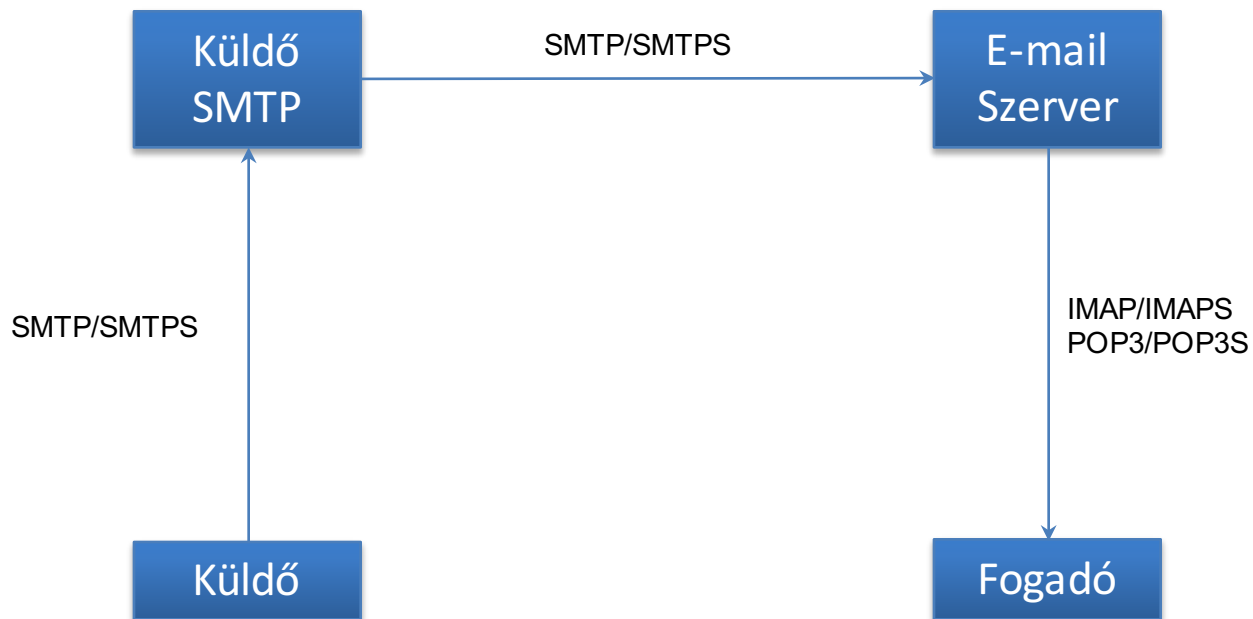 Küldő
SMTP
SMTP/SMTPS
E-mail
Szerver
SMTP/SMTPS
IMAP/IMAPS
POP3/POP3S
Küldő
Fogadó